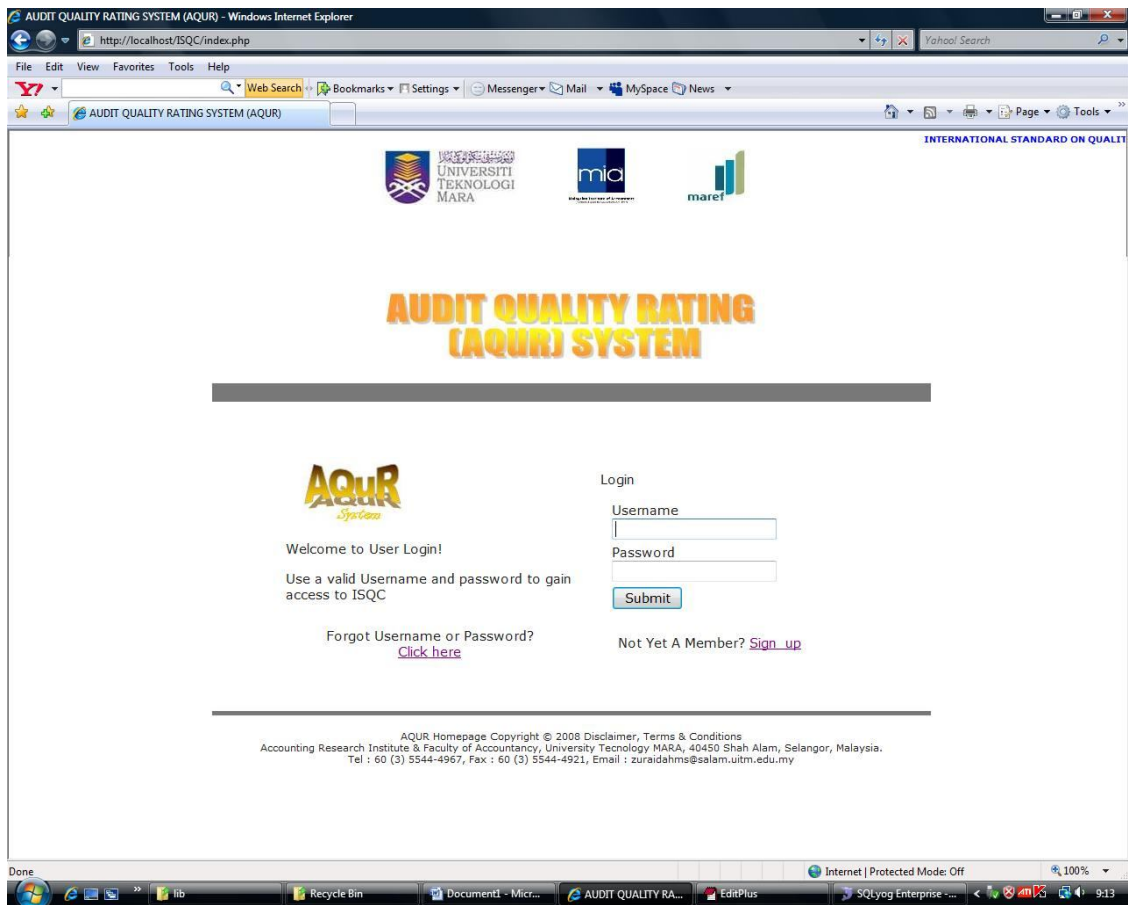 AUDIT QUALITY RATING SYSTEM (AQUR) - Windows Internet Explorer
http://localhost/ISQC/index.php
Yahoo! Search
File Edit View Favorites Tools Help
Y7 Web Search Bookmarks Settings Messenger Mail MySpace News
AUDIT QUALITY RATING SYSTEM (AQUR)
Page Tools
INTERNATIONAL STANDARD ON QUALIT
UNIVERSITI
TEKNOLOGI
MARA
mia
maref
AUDIT QUALITY RATING
(AQUR) SYSTEM
AQuR
System
Welcome to User Login!
Use a valid Username and password to gain
access to ISQC
Forgot Username or Password?
Click here
Login
Username
Password
Submit
Not Yet A Member? Sign up
AQUR Homepage Copyright © 2008 Disclaimer, Terms & Conditions
Accounting Research Institute & Faculty of Accountancy, University Tecnology MARA, 40450 Shah Alam, Selangor, Malaysia.
Tel : 60 (3) 5544-4967, Fax : 60 (3) 5544-4921, Email : zuraidahms@salam.uitm.edu.my
Done
Internet | Protected Mode: Off
100%
lib
Recycle Bin
Document1 - Micr...
AUDIT QUALITY RA...
EditPlus
SQLyog Enterprise -...
9:13